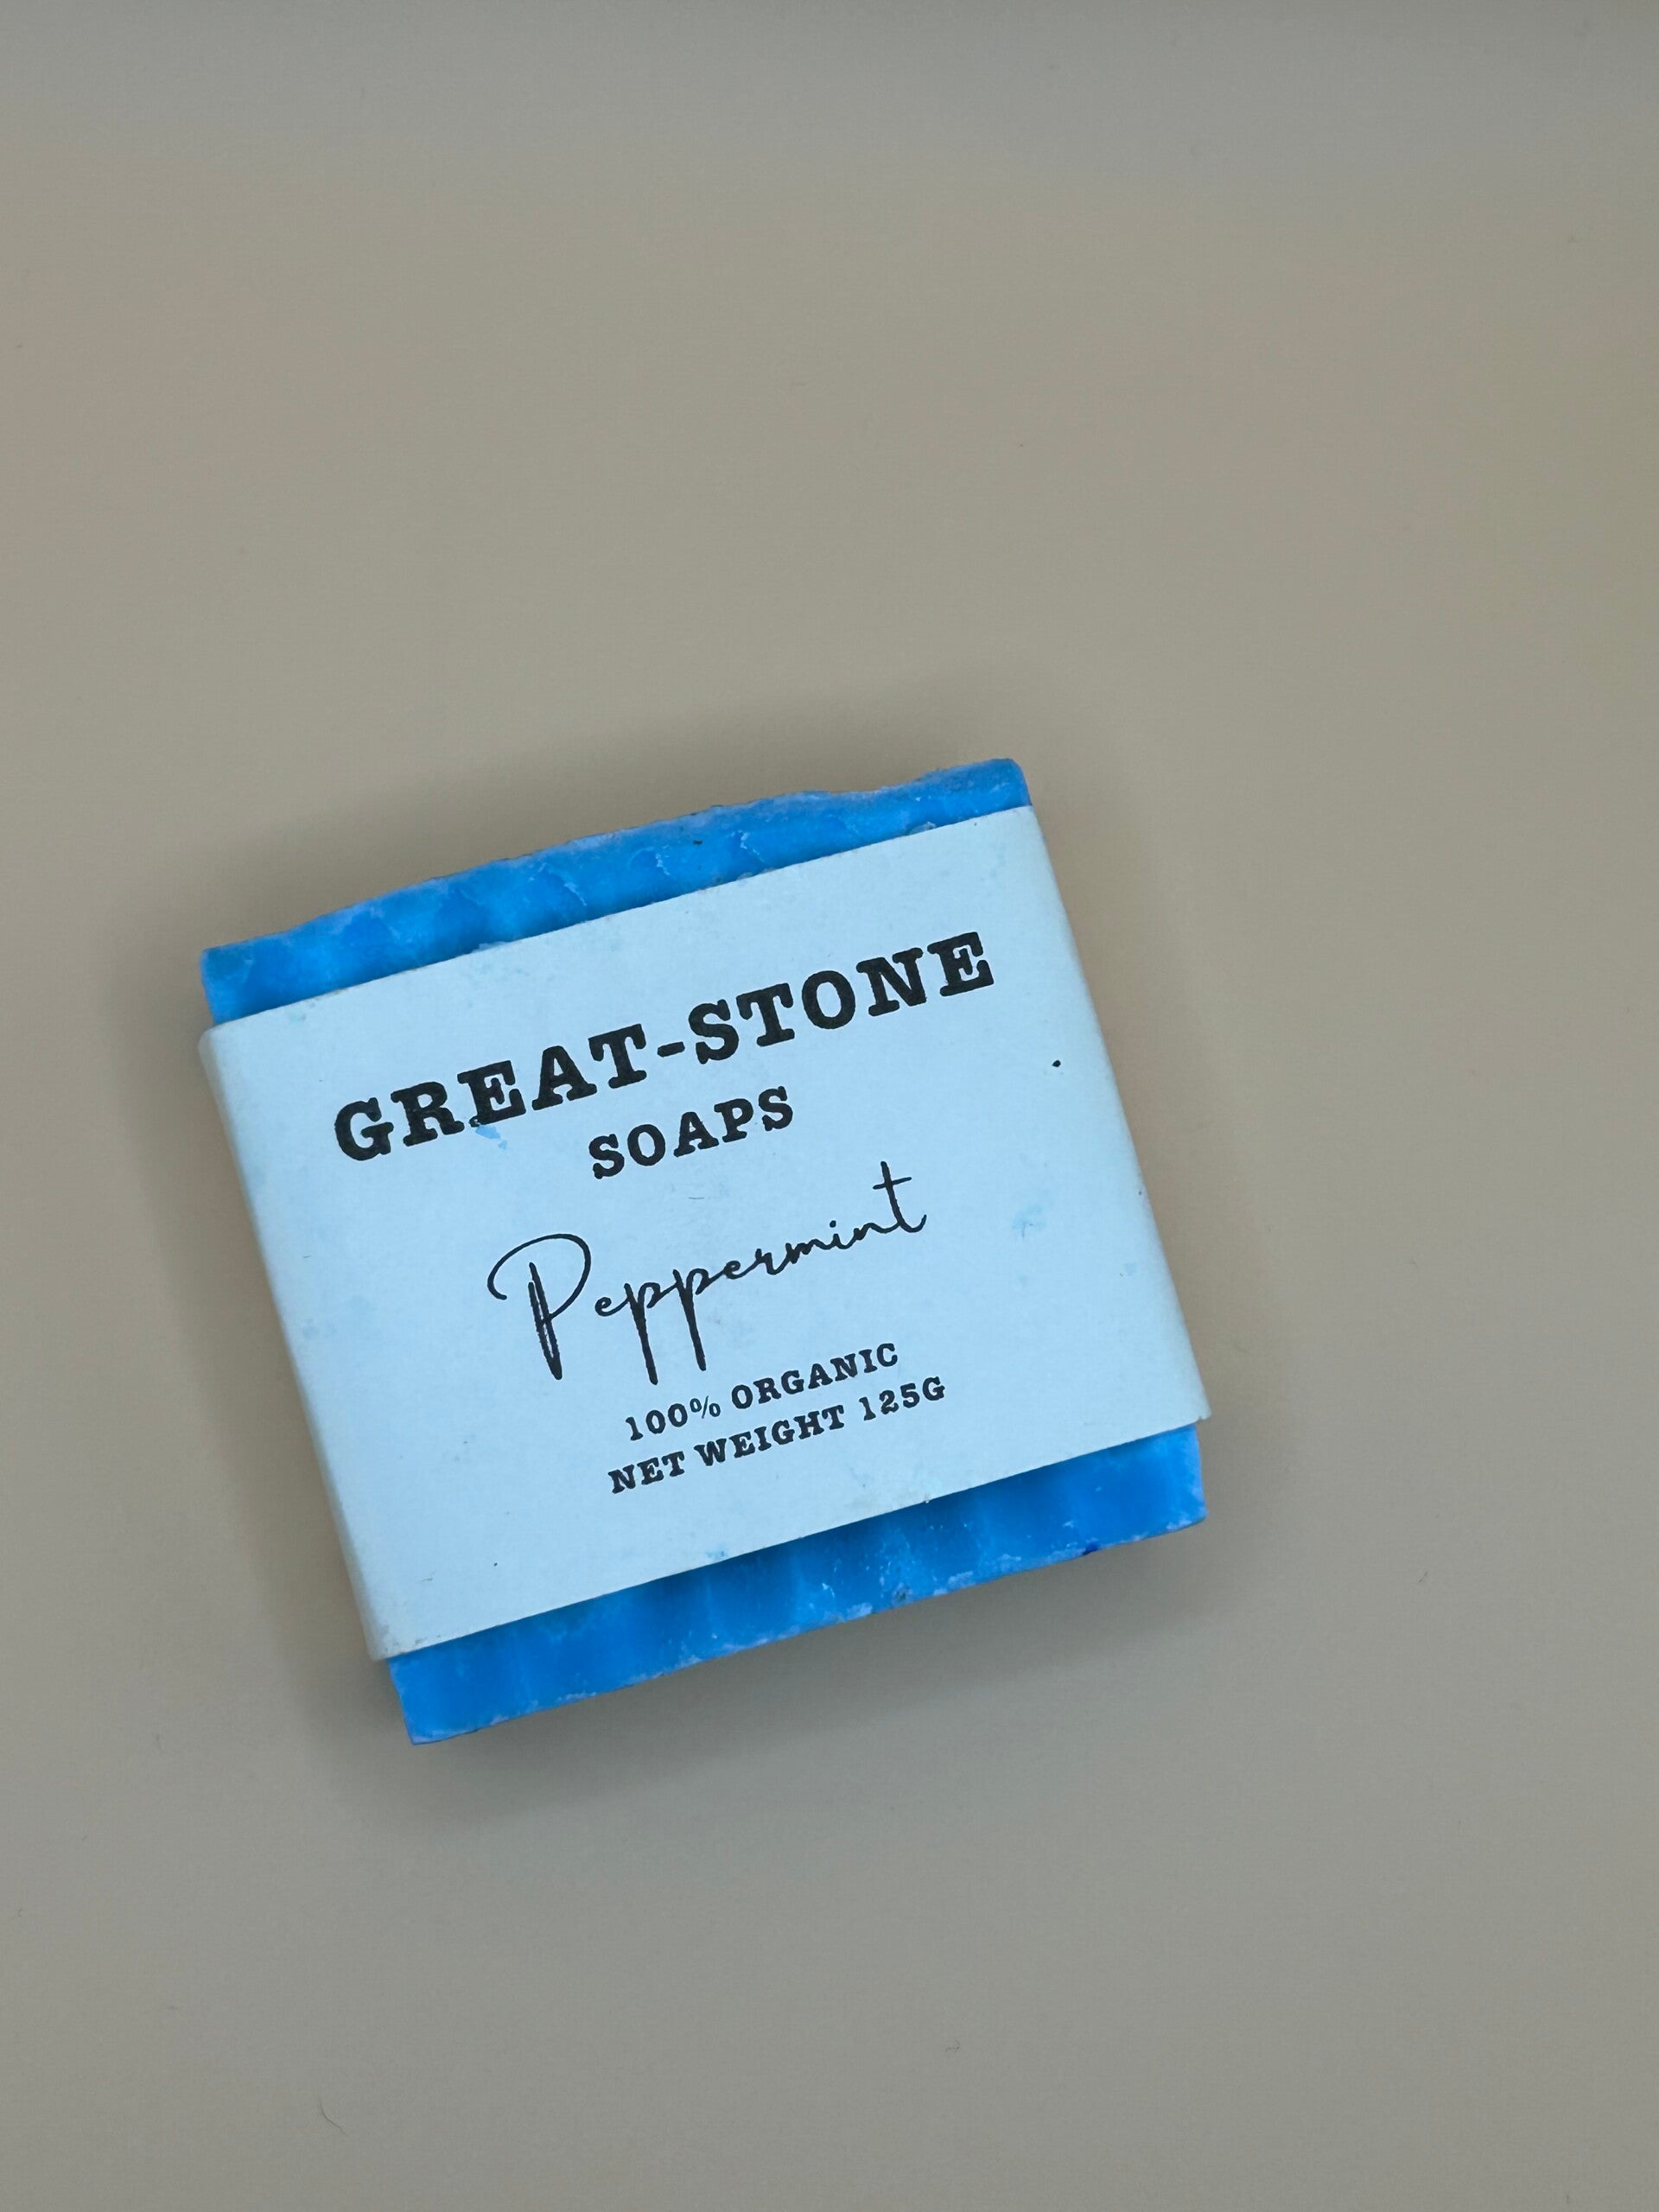 GREAT-STONE
SOAPS
Peppermint
100% ORGANIC
NET WEIGHT 125G